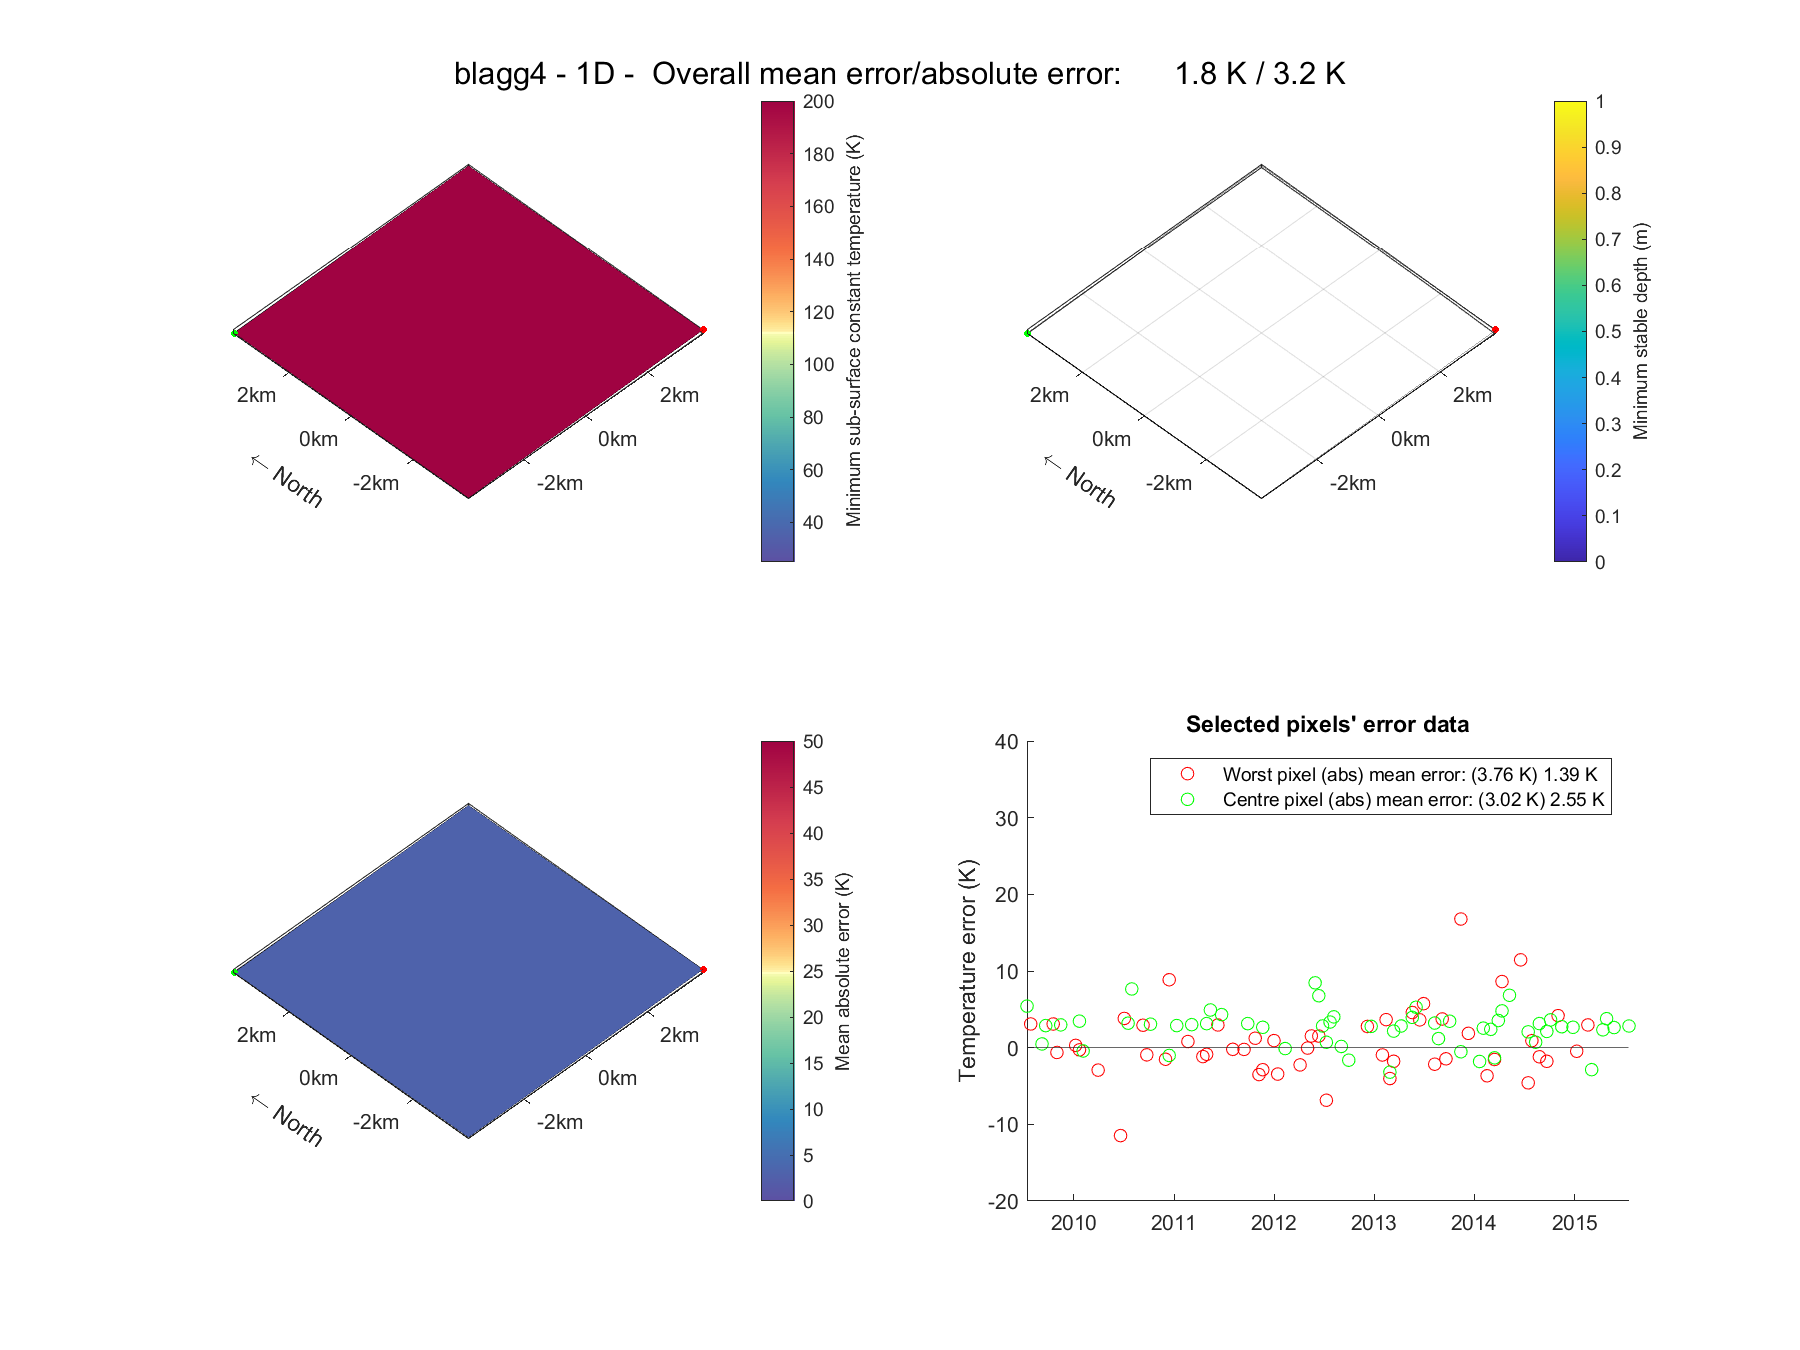 blagg4 - 1D -  Overall mean error/absolute error:      1.8 K / 3.2 K
200
180
160
140
120
100
80
60
40
Minimum sub-surface constant temperature (K)
2km
0km
-2km
← North
2km
0km
-2km
1
0.9
0.8
0.7
0.6
0.5
0.4
0.3
0.2
0.1
0
Minimum stable depth (m)
2km
0km
-2km
← North
2km
0km
-2km
50
45
40
35
30
25
20
15
10
5
0
Mean absolute error (K)
2km
0km
-2km
← North
2km
0km
-2km
Selected pixels' error data
Worst pixel (abs) mean error: (3.76 K) 1.39 K
Centre pixel (abs) mean error: (3.02 K) 2.55 K
Temperature error (K)
40
30
20
10
0
-10
-20
2010 2011 2012 2013 2014 2015